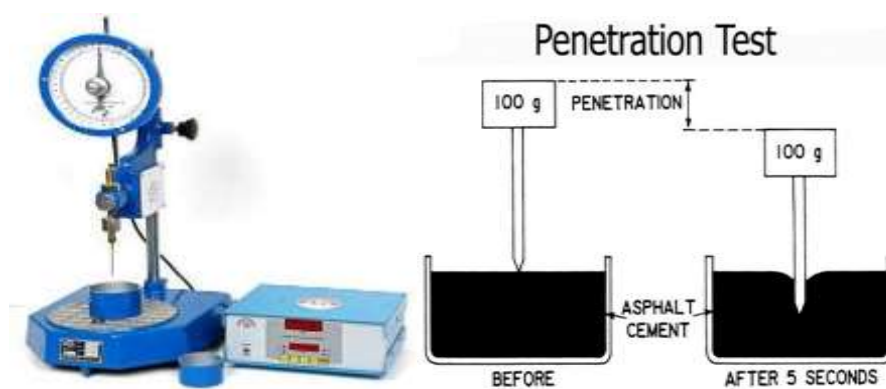 Penetration Test
100 g
PENETRATION
100 g
ASPHALT
CEMENT
BEFORE
AFTER 5 SECONDS